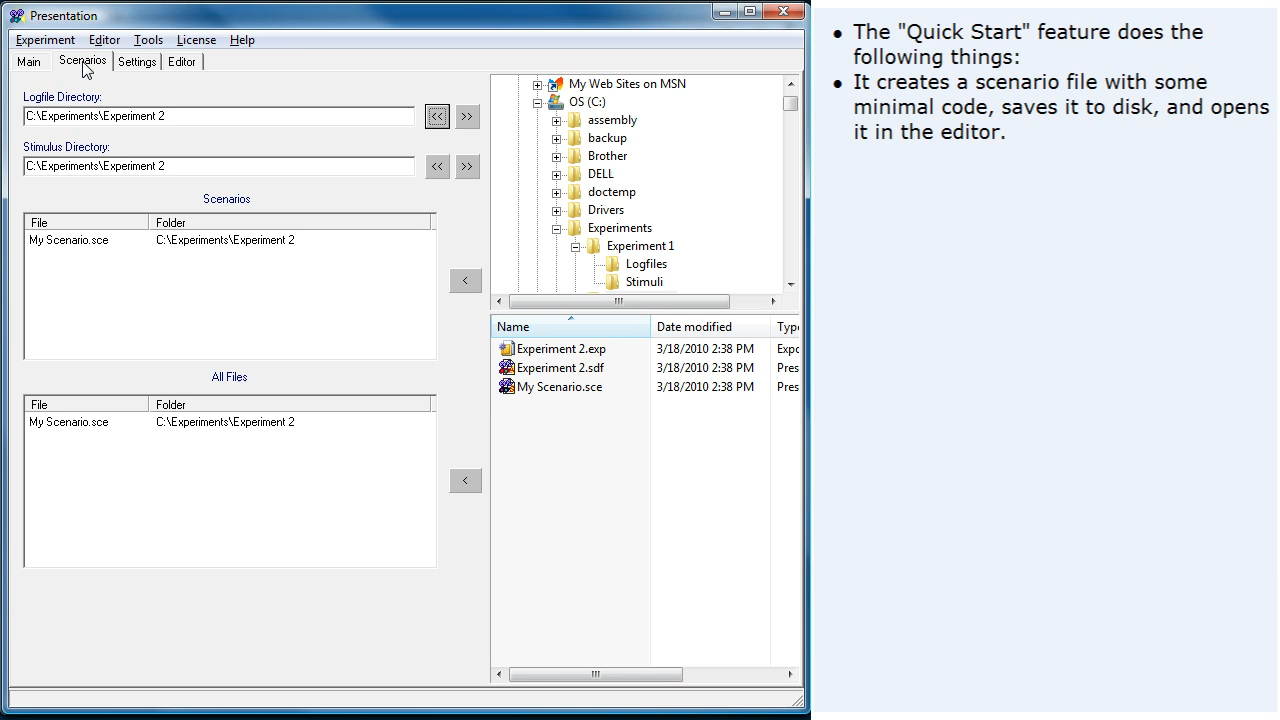 Presentation
Experiment Editor Tools License Help
Main Scenarios Settings Editor
Logfile Directory:
C:\Experiments\Experiment 2
<< >>
Stimulus Directory:
C:\Experiments\Experiment 2
<< >>
Scenarios
File Folder
My Scenario.sce C:\Experiments\Experiment 2
<
All Files
File Folder
My Scenario.sce C:\Experiments\Experiment 2
<
My Web Sites on MSN
OS (C:)
assembly
backup
Brother
DELL
doctemp
Drivers
Experiments
Experiment 1
Logfiles
Stimuli
Name Date modified Type
Experiment 2.exp 3/18/2010 2:38 PM Expe
Experiment 2.sdf 3/18/2010 2:38 PM Pres
My Scenario.sce 3/18/2010 2:38 PM Pres
• The "Quick Start" feature does the
following things:
• It creates a scenario file with some
minimal code, saves it to disk, and opens
it in the editor.